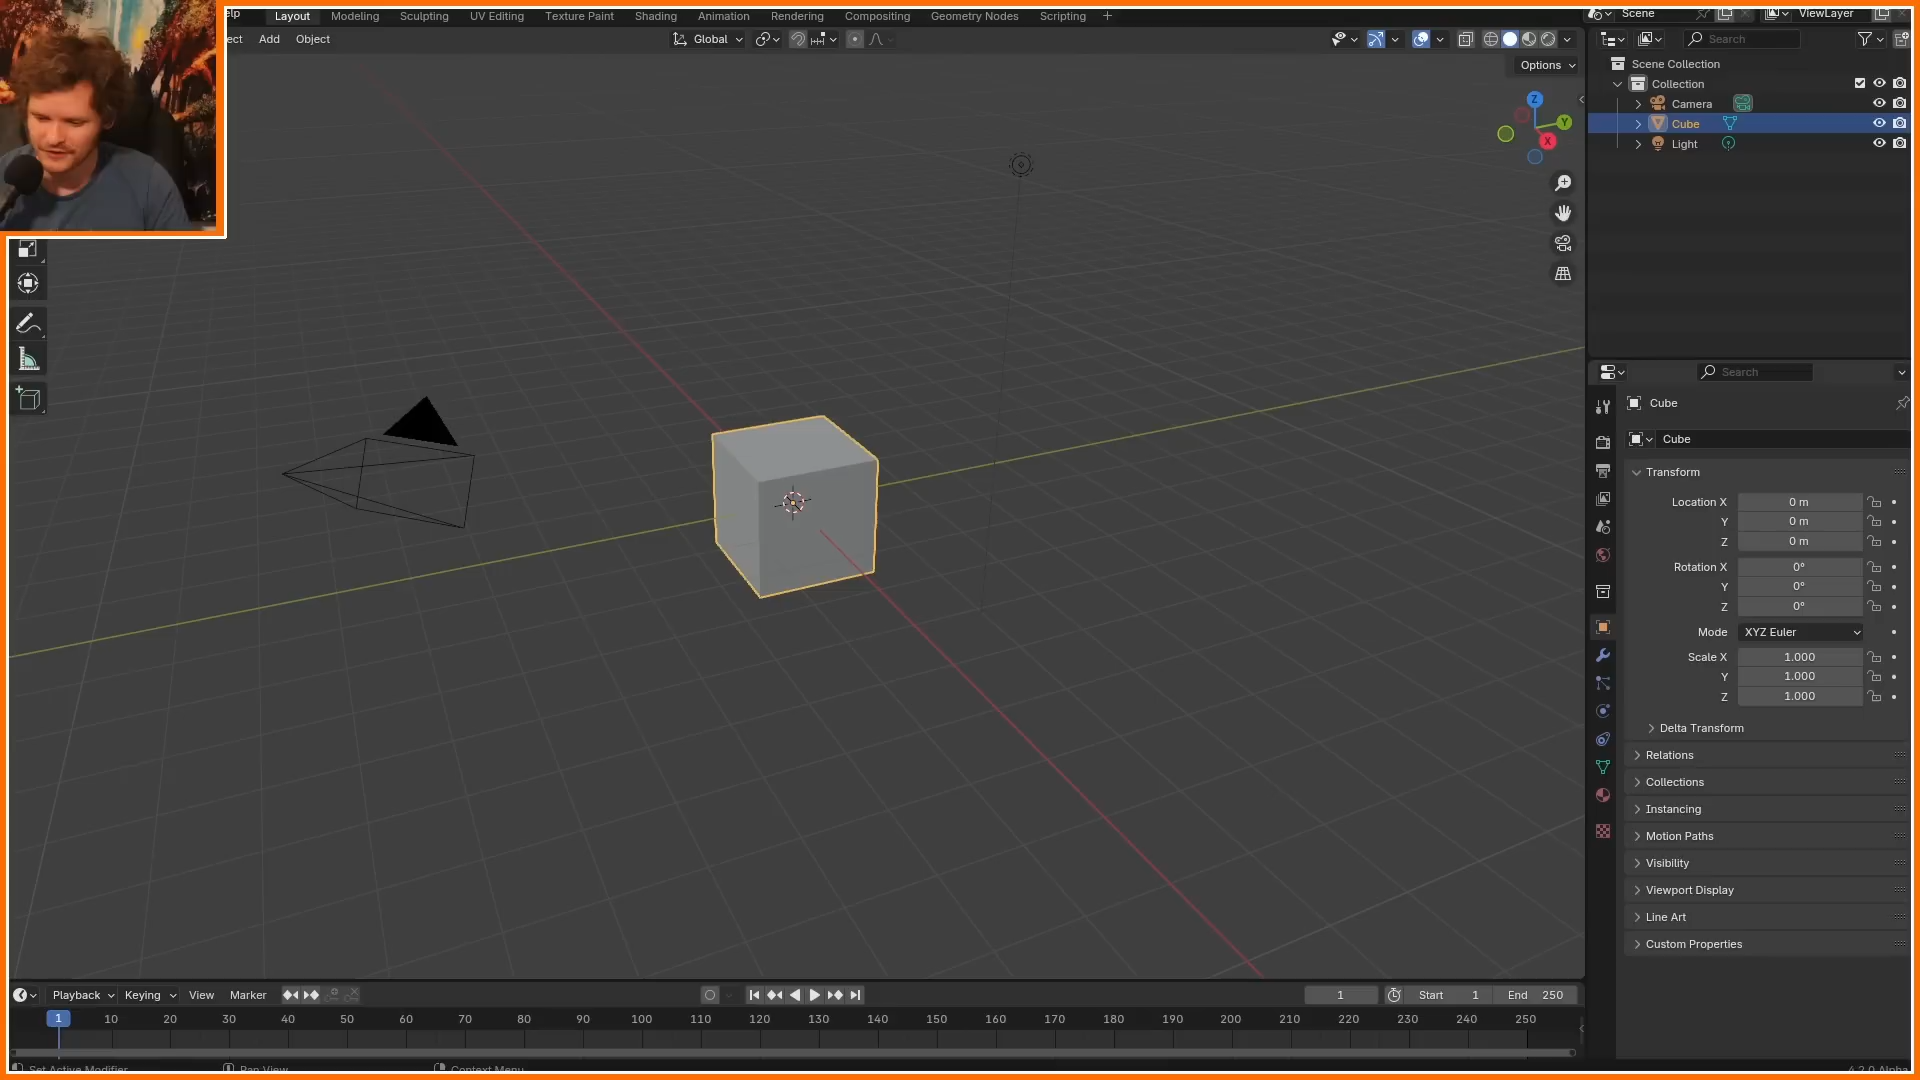 Layout Modeling Sculpting UV Editing Texture Paint Shading Animation Rendering Compositing Geometry Nodes Scripting +
Scene
ViewLayer
Add Object
Global
Search
Options
Scene Collection
Collection
Camera
Cube
Light
Z
Y
X
Search
Cube
Cube
Transform
Location X 0 m
Y 0 m
Z 0 m
Rotation X 0°
Y 0°
Z 0°
Mode XYZ Euler
Scale X 1.000
Y 1.000
Z 1.000
Delta Transform
Relations
Collections
Instancing
Motion Paths
Visibility
Viewport Display
Line Art
Custom Properties
Playback Keying View Marker
1 Start 1 End 250
1 10 20 30 40 50 60 70 80 90 100 110 120 130 140 150 160 170 180 190 200 210 220 230 240 250
Set Active Modifier Pan View Context Menu 4.2.0 Alpha